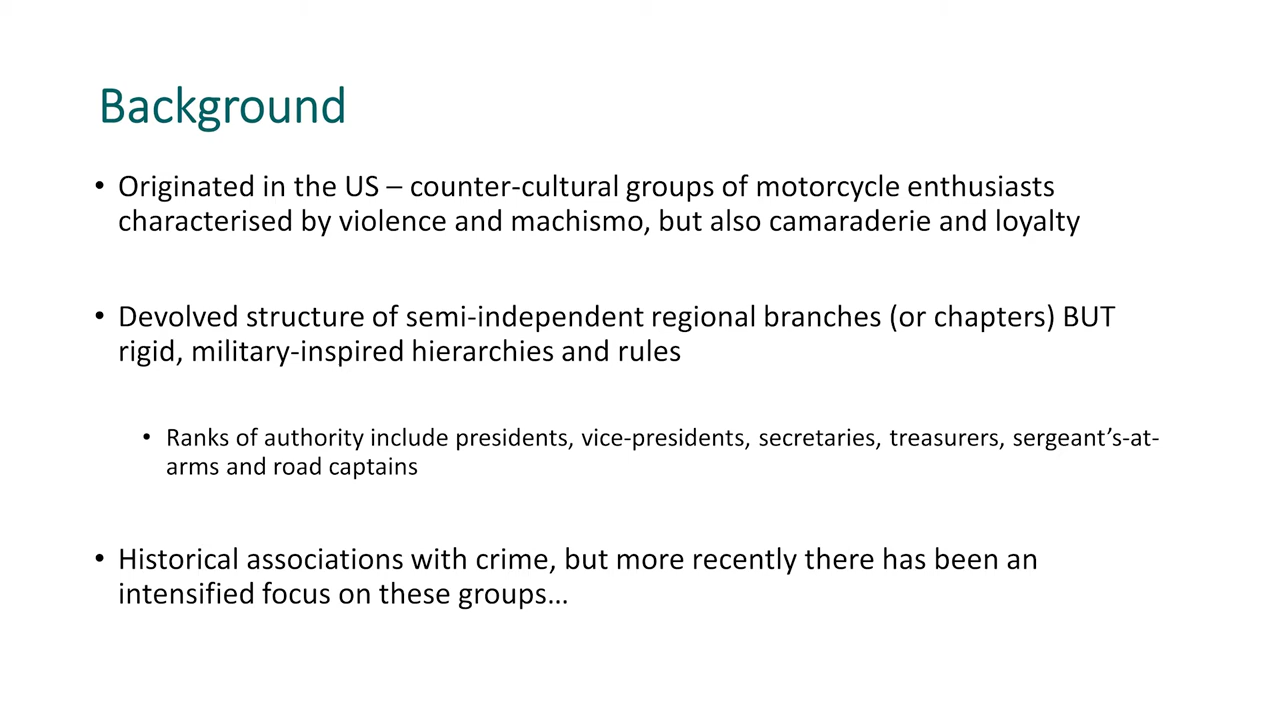 Background
• Originated in the US – counter-cultural groups of motorcycle enthusiasts
characterised by violence and machismo, but also camaraderie and loyalty
• Devolved structure of semi-independent regional branches (or chapters) BUT
rigid, military-inspired hierarchies and rules
• Ranks of authority include presidents, vice-presidents, secretaries, treasurers, sergeant’s-at-
arms and road captains
• Historical associations with crime, but more recently there has been an
intensified focus on these groups…